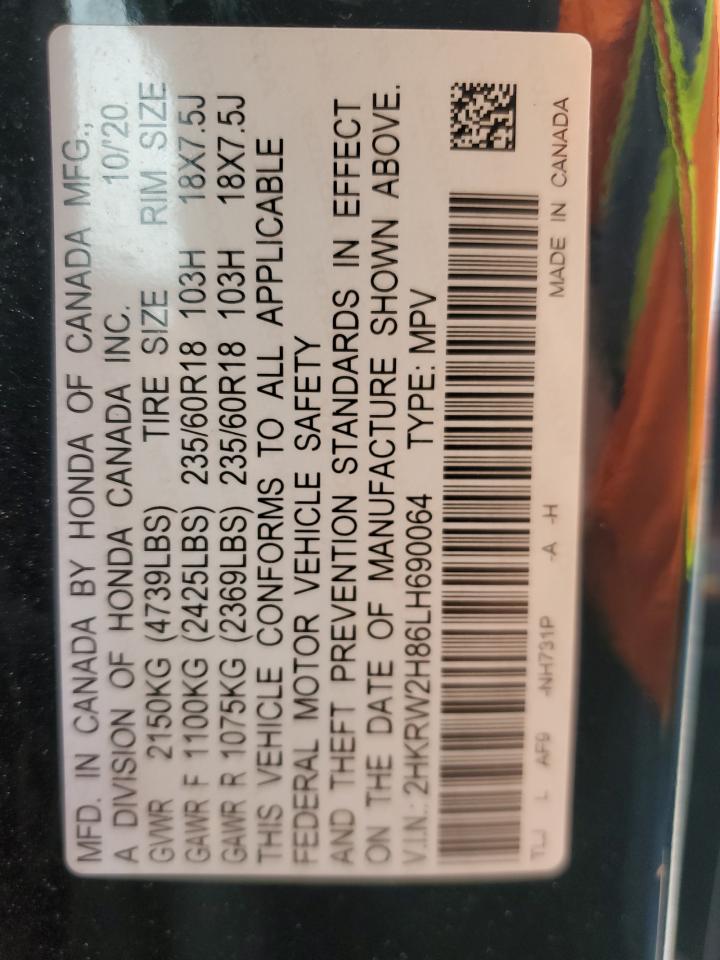 MFD. IN CANADA BY HONDA OF CANADA MFG.,
A DIVISION OF HONDA CANADA INC. 10/'20
GVWR 2150KG (4739LBS) TIRE SIZE RIM SIZE
GAWR F 1100KG (2425LBS) 235/60R18 103H 18X7.5J
GAWR R 1075KG (2369LBS) 235/60R18 103H 18X7.5J
THIS VEHICLE CONFORMS TO ALL APPLICABLE
FEDERAL MOTOR VEHICLE SAFETY
AND THEFT PREVENTION STANDARDS IN EFFECT
ON THE DATE OF MANUFACTURE SHOWN ABOVE.
V.I.N.: 2HKRW2H86LH690064 TYPE: MPV
AF9 -NH731P -A -H MADE IN CANADA